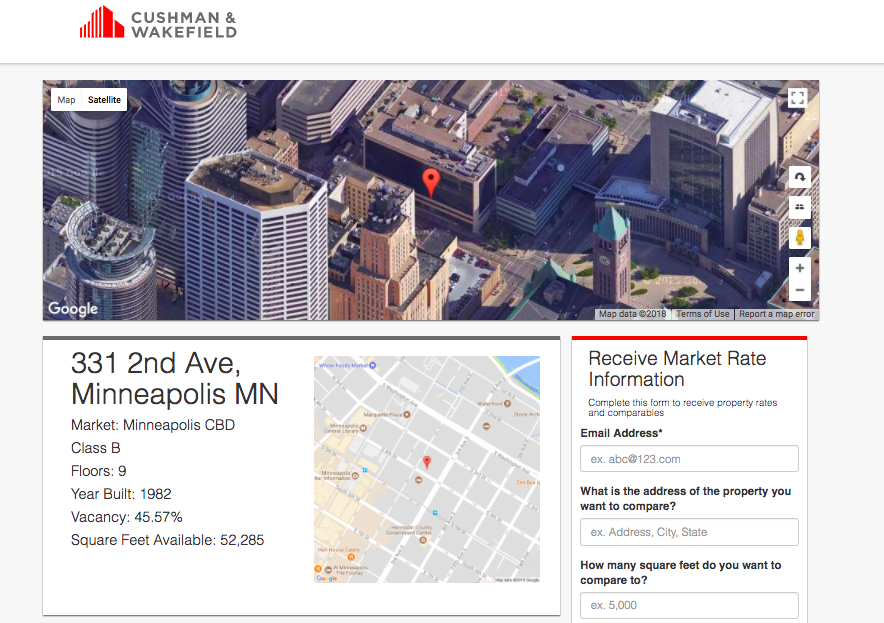 CUSHMAN &
WAKEFIELD
Map Satellite
Google
Map data ©2018 Terms of Use Report a map error
331 2nd Ave,
Minneapolis MN
Market: Minneapolis CBD
Class B
Floors: 9
Year Built: 1982
Vacancy: 45.57%
Square Feet Available: 52,285
Whole Foods Market
Marquette Plaza
Waterfront
Minneapolis
Central Library
Minneapolis
Hennepin County
Government Center
Google
Receive Market Rate
Information
Complete this form to receive property rates
and comparables
Email Address*
ex. abc@123.com
What is the address of the property you
want to compare?
ex. Address, City, State
How many square feet do you want to
compare to?
ex. 5,000